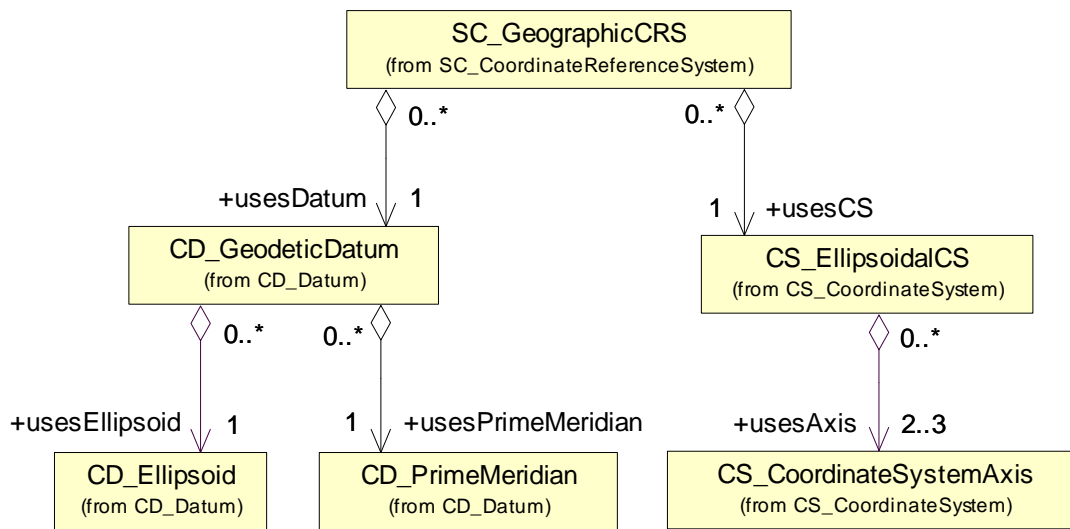 SC_GeographicCRS
(from SC_CoordinateReferenceSystem)
0..*
0..*
+usesDatum
1
1
+usesCS
CD_GeodeticDatum
(from CD_Datum)
CS_EllipsoidalCS
(from CS_CoordinateSystem)
0..*
0..*
0..*
+usesEllipsoid
1
1
+usesPrimeMeridian
+usesAxis
2..3
CD_Ellipsoid
(from CD_Datum)
CD_PrimeMeridian
(from CD_Datum)
CS_CoordinateSystemAxis
(from CS_CoordinateSystem)